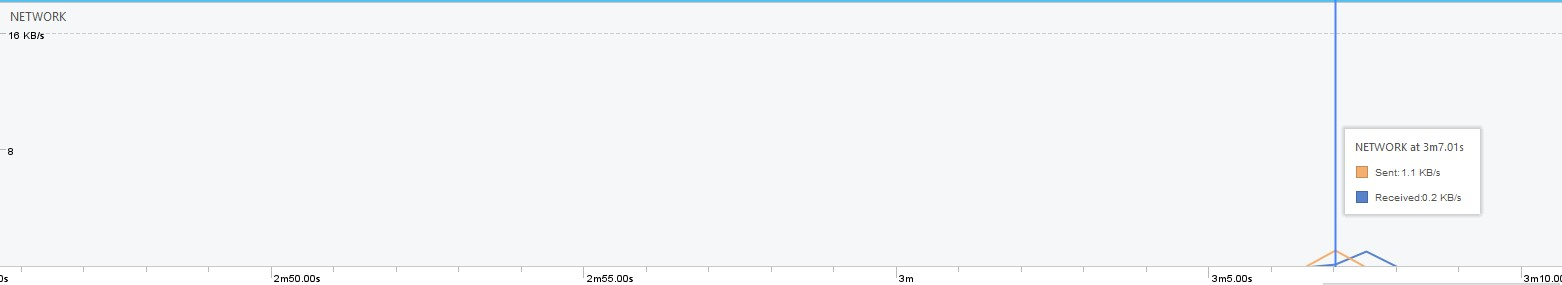 NETWORK
16 KB/s
8
NETWORK at 3m7.01s
Sent: 1.1 KB/s
Received:0.2 KB/s
0s 2m50.00s 2m55.00s 3m 3m5.00s 3m10.00